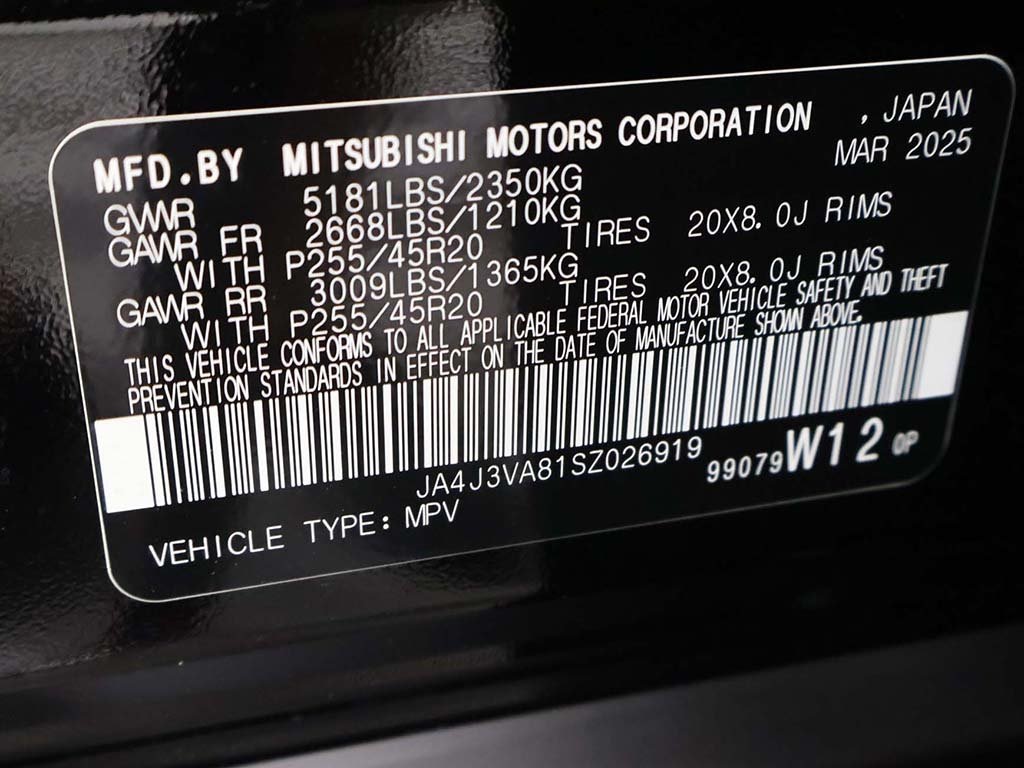 MFD.BY MITSUBISHI MOTORS CORPORATION , JAPAN
MAR 2025
GVWR 5181LBS/2350KG
GAWR FR 2668LBS/1210KG
WITH P255/45R20 TIRES 20X8.0J RIMS
GAWR RR 3009LBS/1365KG
WITH P255/45R20 TIRES 20X8.0J RIMS
THIS VEHICLE CONFORMS TO ALL APPLICABLE FEDERAL MOTOR VEHICLE SAFETY AND THEFT
PREVENTION STANDARDS IN EFFECT ON THE DATE OF MANUFACTURE SHOWN ABOVE.
JA4J3VA81SZ026919
99079W120P
VEHICLE TYPE: MPV